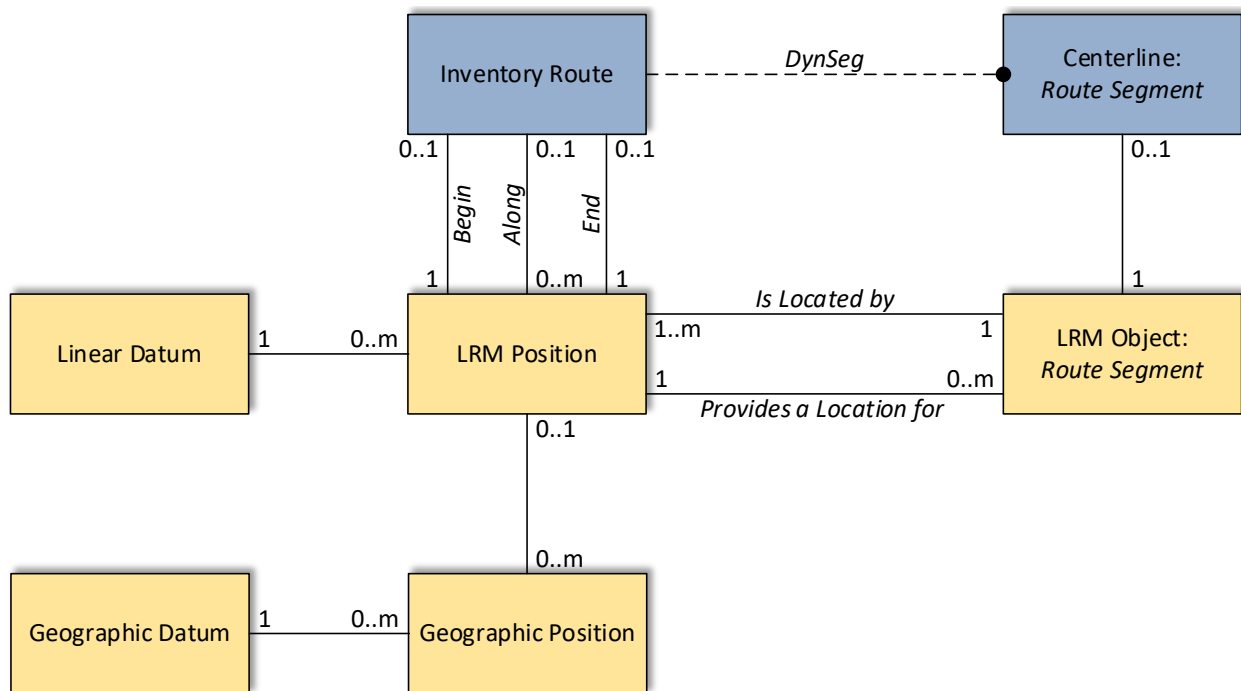 Inventory Route
DynSeg
Centerline:
Route Segment
0..1
0..1
0..1
0..1
Begin
Along
End
1
0..m
1
1
Linear Datum
1
0..m
LRM Position
Is Located by
1..m
1
LRM Object:
Route Segment
1
0..m
Provides a Location for
0..1
0..m
Geographic Datum
1
0..m
Geographic Position